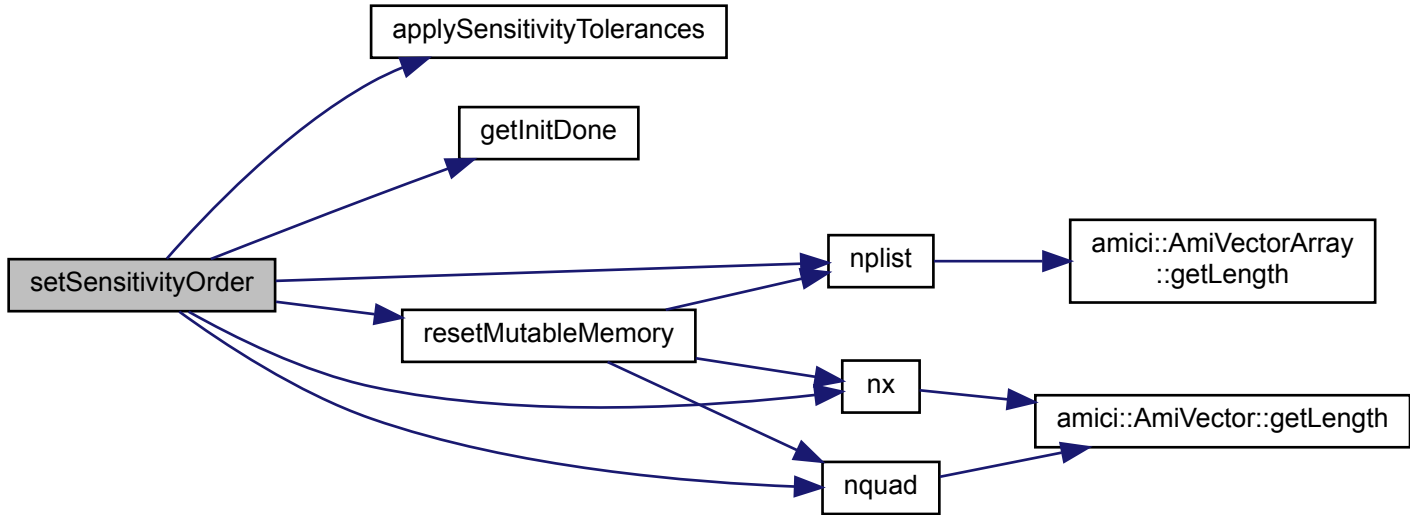 applySensitivityTolerances
getInitDone
setSensitivityOrder
nplist
amici::AmiVectorArray
::getLength
resetMutableMemory
nx
amici::AmiVector::getLength
nquad